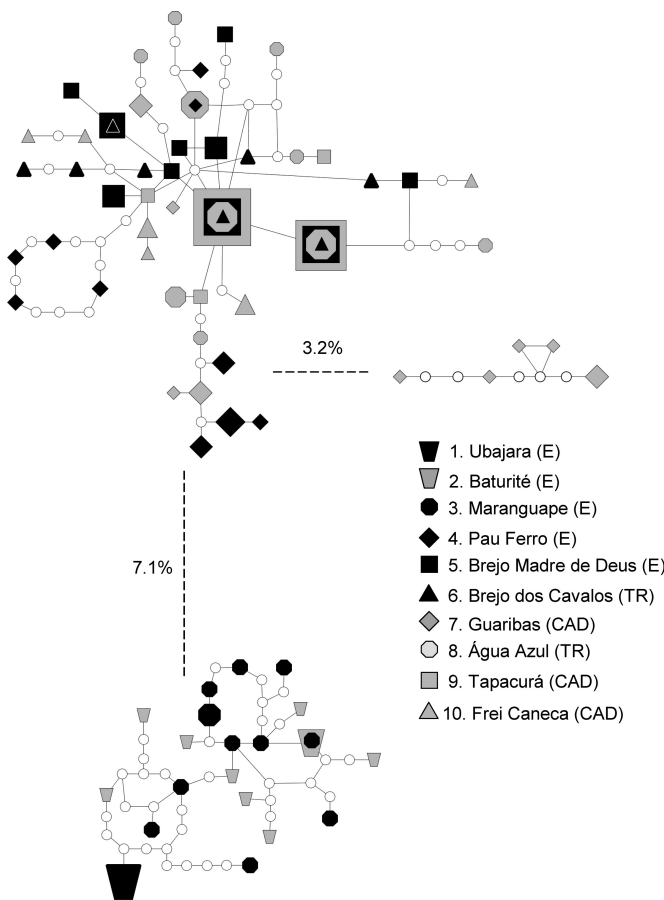 3.2%
1. Ubajara (E)
2. Baturité (E)
3. Maranguape (E)
4. Pau Ferro (E)
5. Brejo Madre de Deus (E)
7.1%
6. Brejo dos Cavalos (TR)
7. Guaribas (CAD)
8. Água Azul (TR)
9. Tapacurá (CAD)
10. Frei Caneca (CAD)